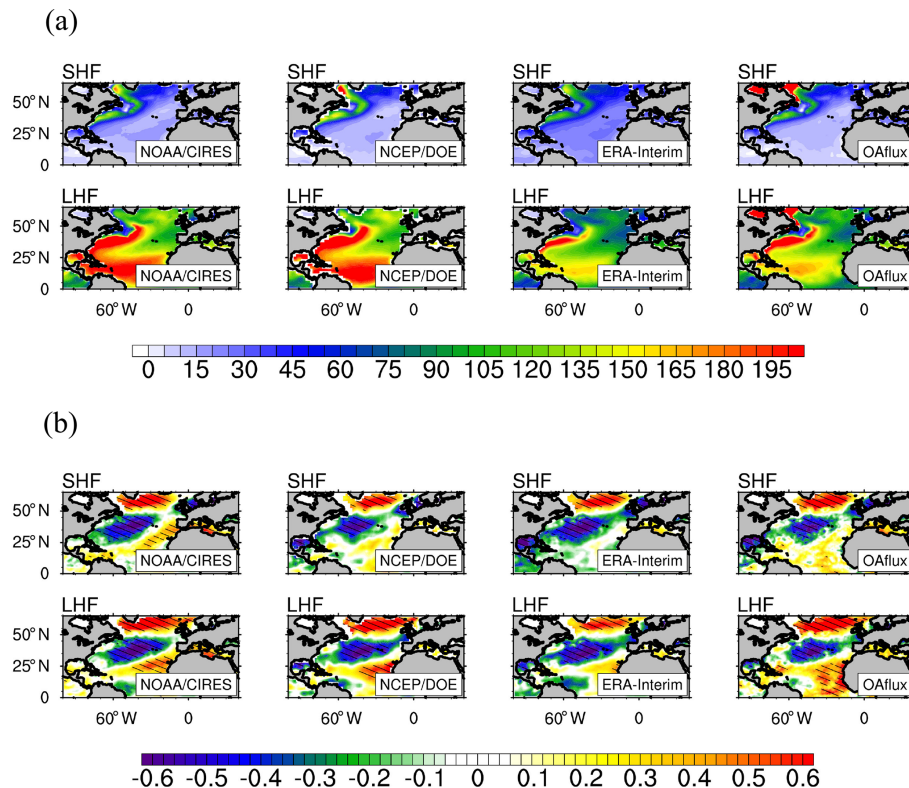 (a)
SHF SHF SHF SHF
50° N
25° N
0
NOAA/CIRES NCEP/DOE ERA-Interim OAflux
LHF LHF LHF LHF
50° N
25° N
0
NOAA/CIRES NCEP/DOE ERA-Interim OAflux
60° W 0 60° W 0 60° W 0 60° W 0
0 15 30 45 60 75 90 105 120 135 150 165 180 195
(b)
SHF SHF SHF SHF
50° N
25° N
0
NOAA/CIRES NCEP/DOE ERA-Interim OAflux
LHF LHF LHF LHF
50° N
25° N
0
NOAA/CIRES NCEP/DOE ERA-Interim OAflux
60° W 0 60° W 0 60° W 0 60° W 0
-0.6 -0.5 -0.4 -0.3 -0.2 -0.1 0 0.1 0.2 0.3 0.4 0.5 0.6